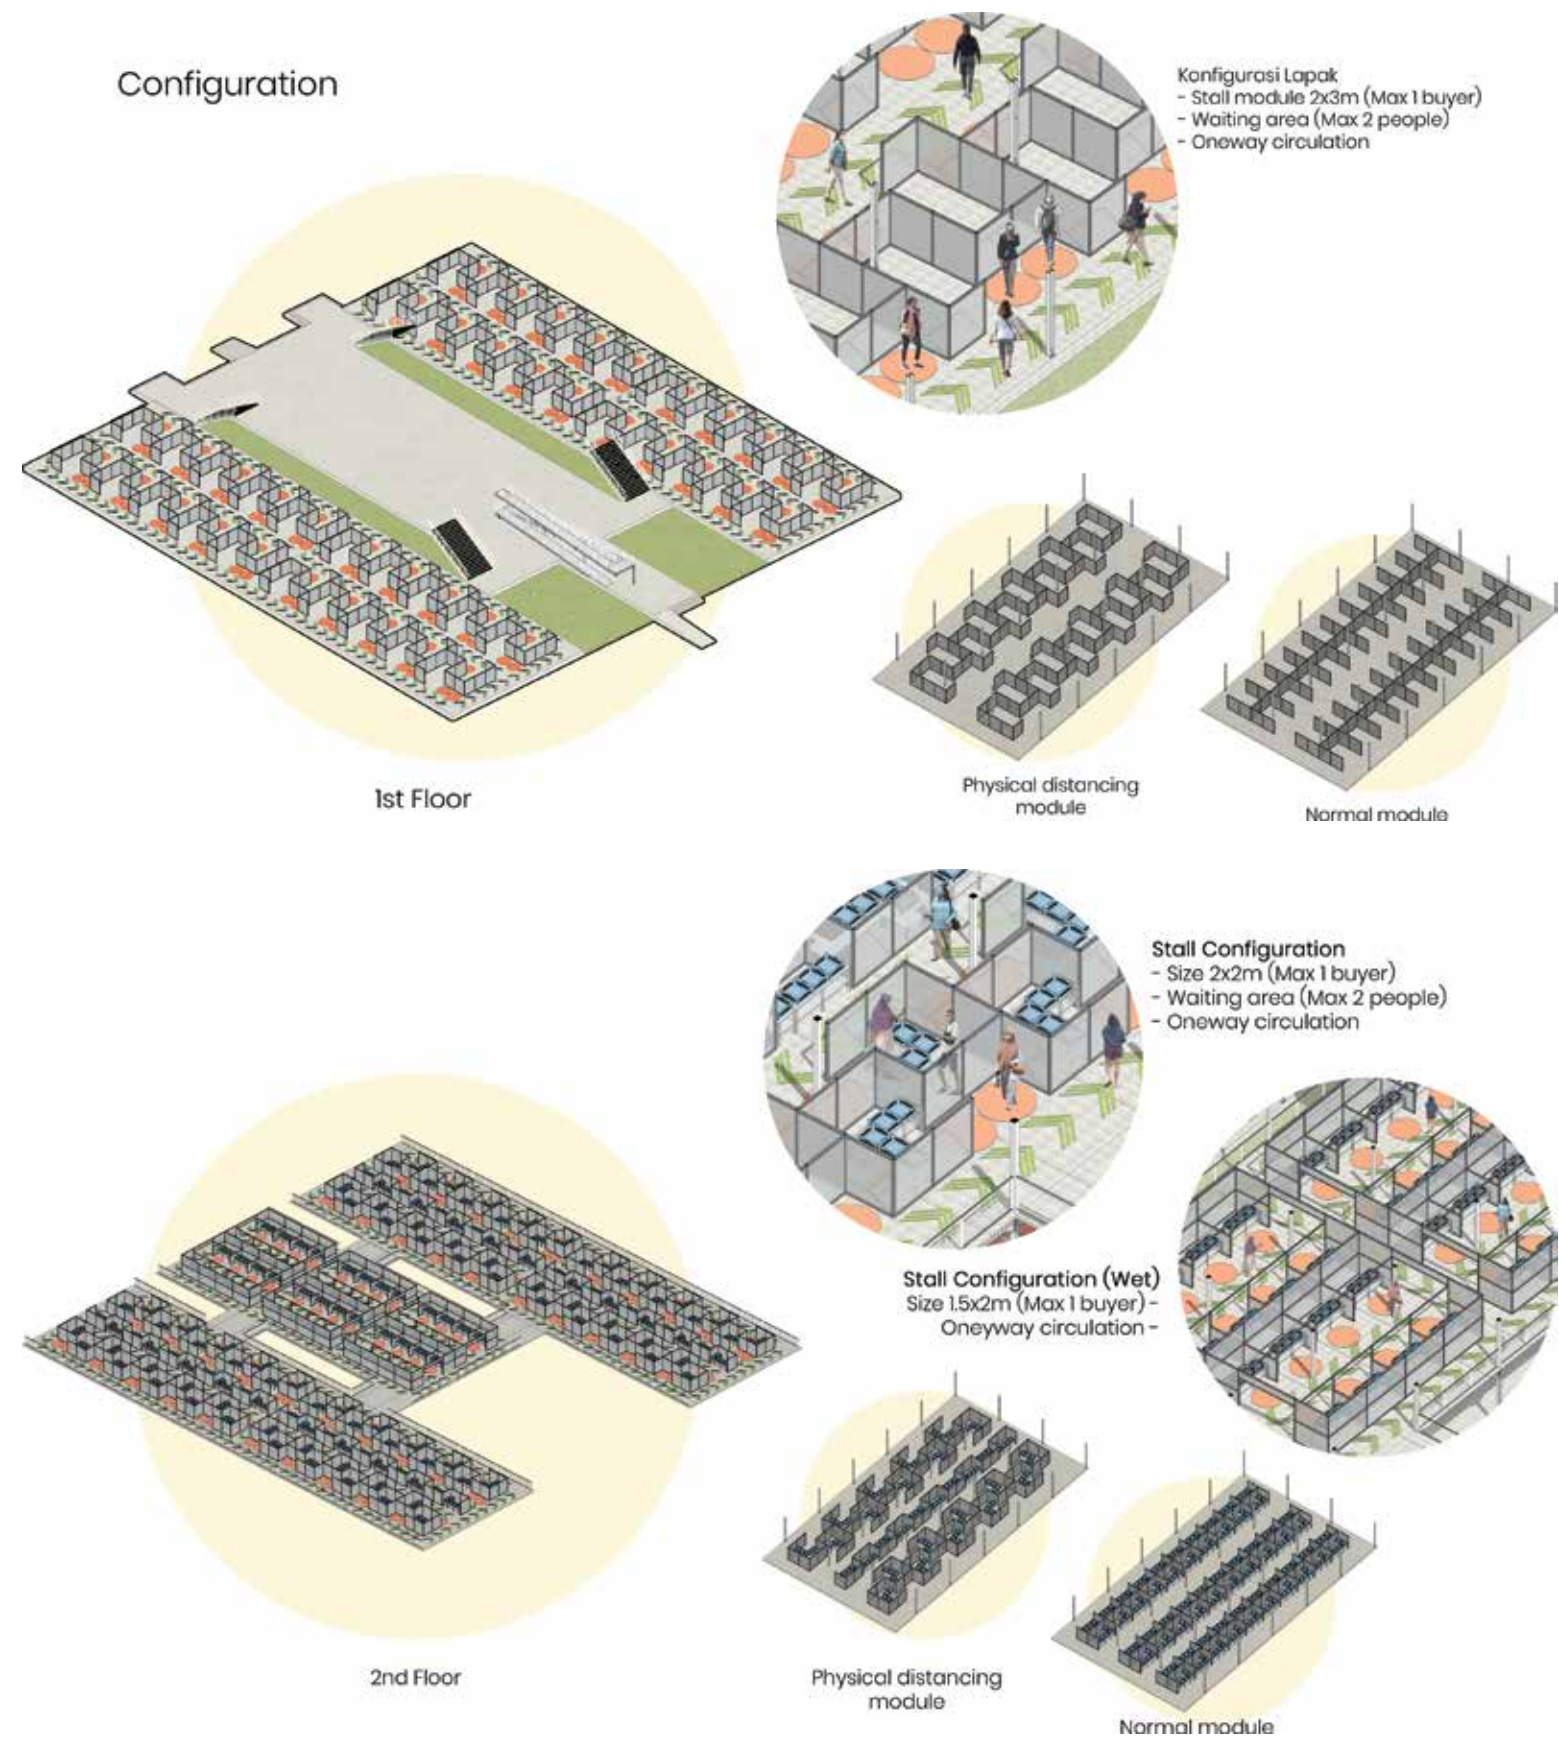 Configuration
Konfigurasi Lapak
- Stall module 2x3m (Max 1 buyer)
- Waiting area (Max 2 people)
- Oneway circulation
1st Floor
Physical distancing
module
Normal module
Stall Configuration
- Size 2x2m (Max 1 buyer)
- Waiting area (Max 2 people)
- Oneway circulation
Stall Configuration (Wet)
Size 1.5x2m (Max 1 buyer) -
Oneyway circulation -
2nd Floor
Physical distancing
module
Normal module